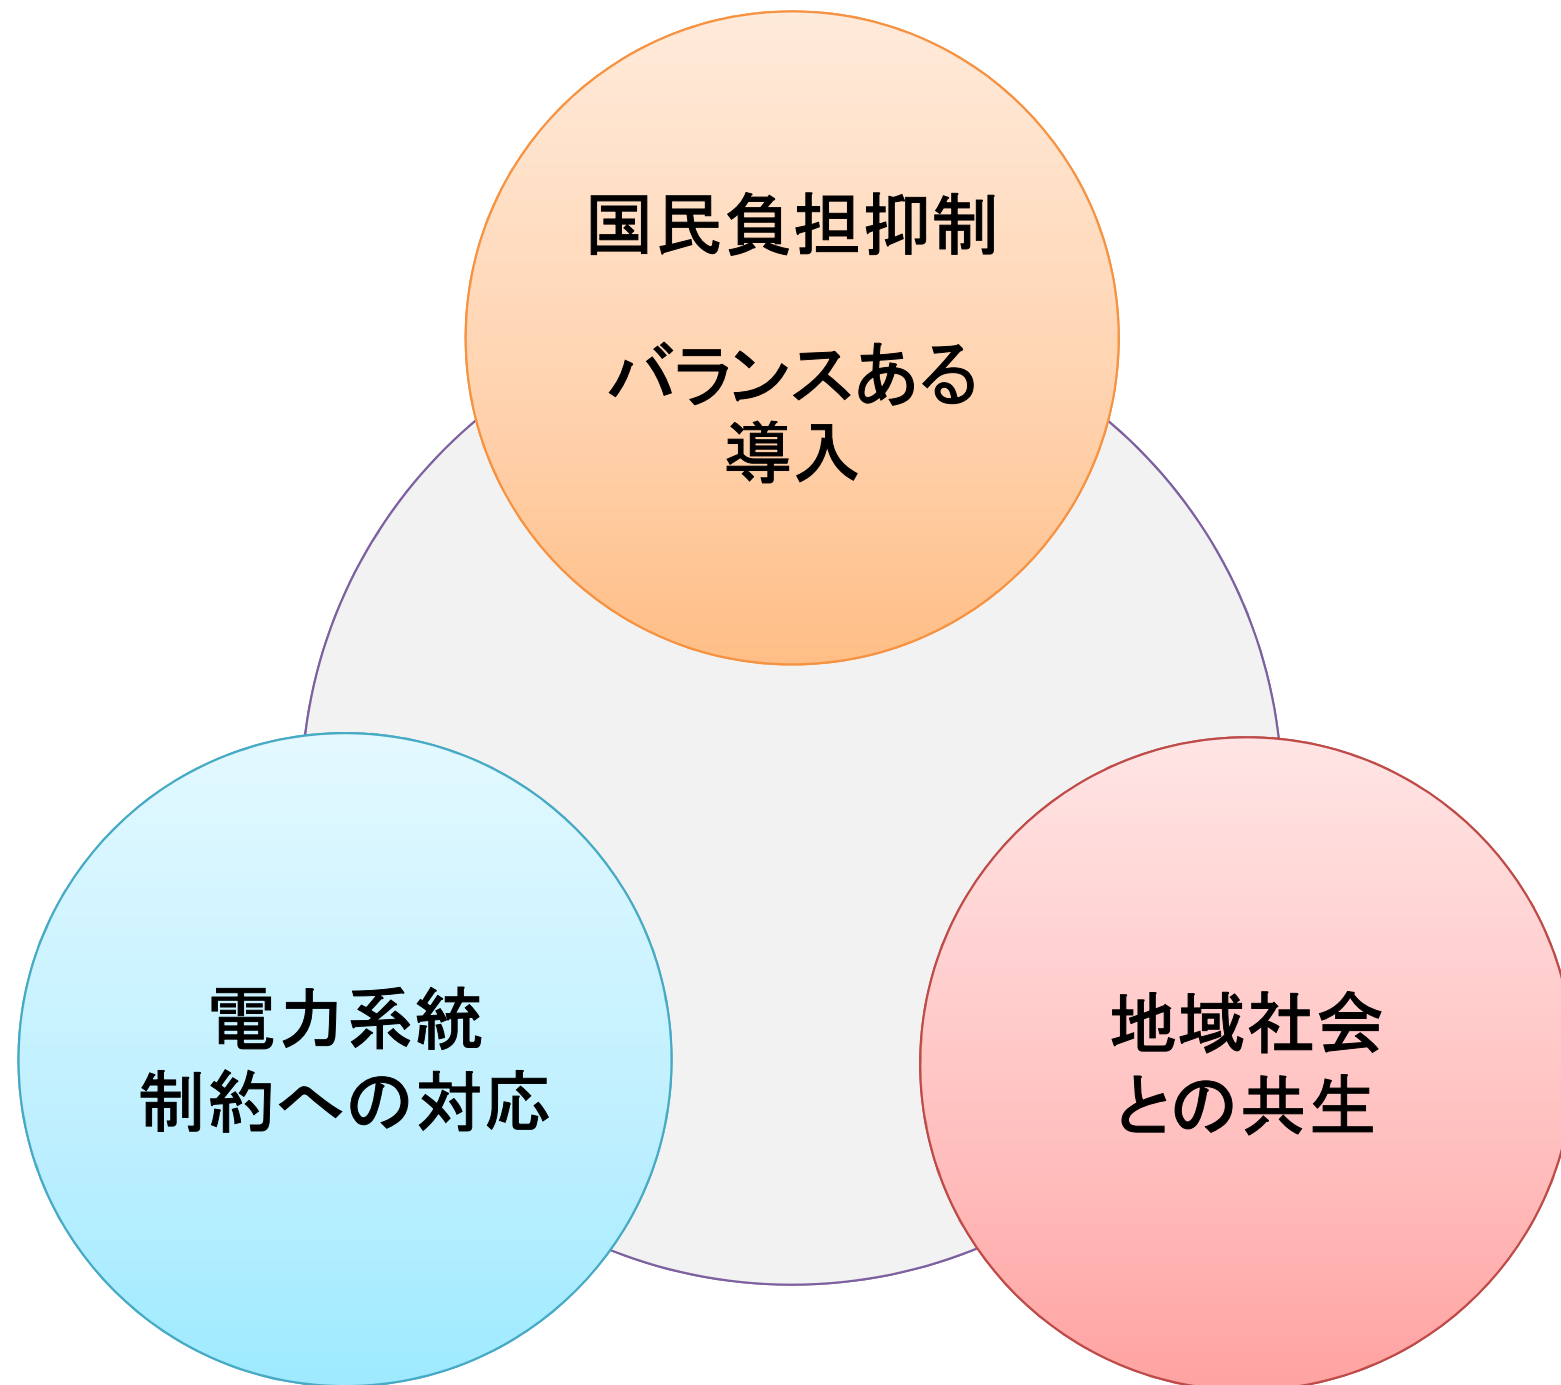 国民負担抑制
バランスある
導入
電力系統
制約への対応
地域社会
との共生